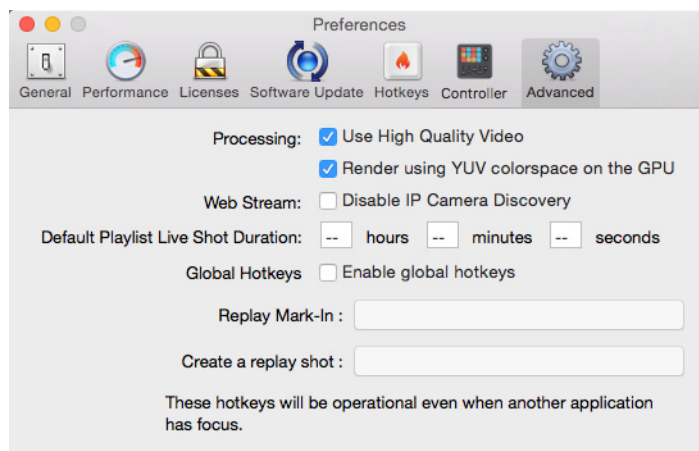 Preferences
General Performance Licenses Software Update Hotkeys Controller Advanced
Processing: Use High Quality Video
Render using YUV colorspace on the GPU
Web Stream: Disable IP Camera Discovery
Default Playlist Live Shot Duration: -- hours -- minutes -- seconds
Global Hotkeys Enable global hotkeys
Replay Mark-In :
Create a replay shot :
These hotkeys will be operational even when another application
has focus.